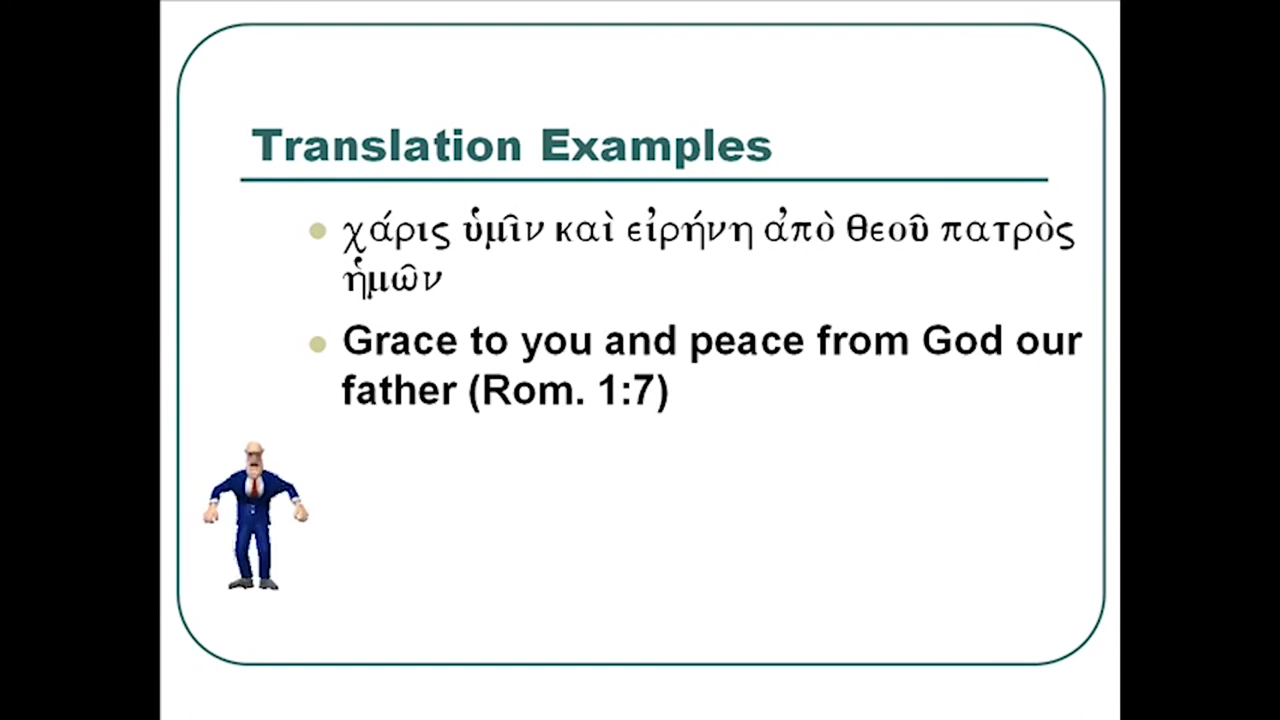 Translation Examples
χάρις ὑμῖν καὶ εἰρήνη ἀπὸ θεοῦ πατρὸς
ἡμῶν
Grace to you and peace from God our
father (Rom. 1:7)